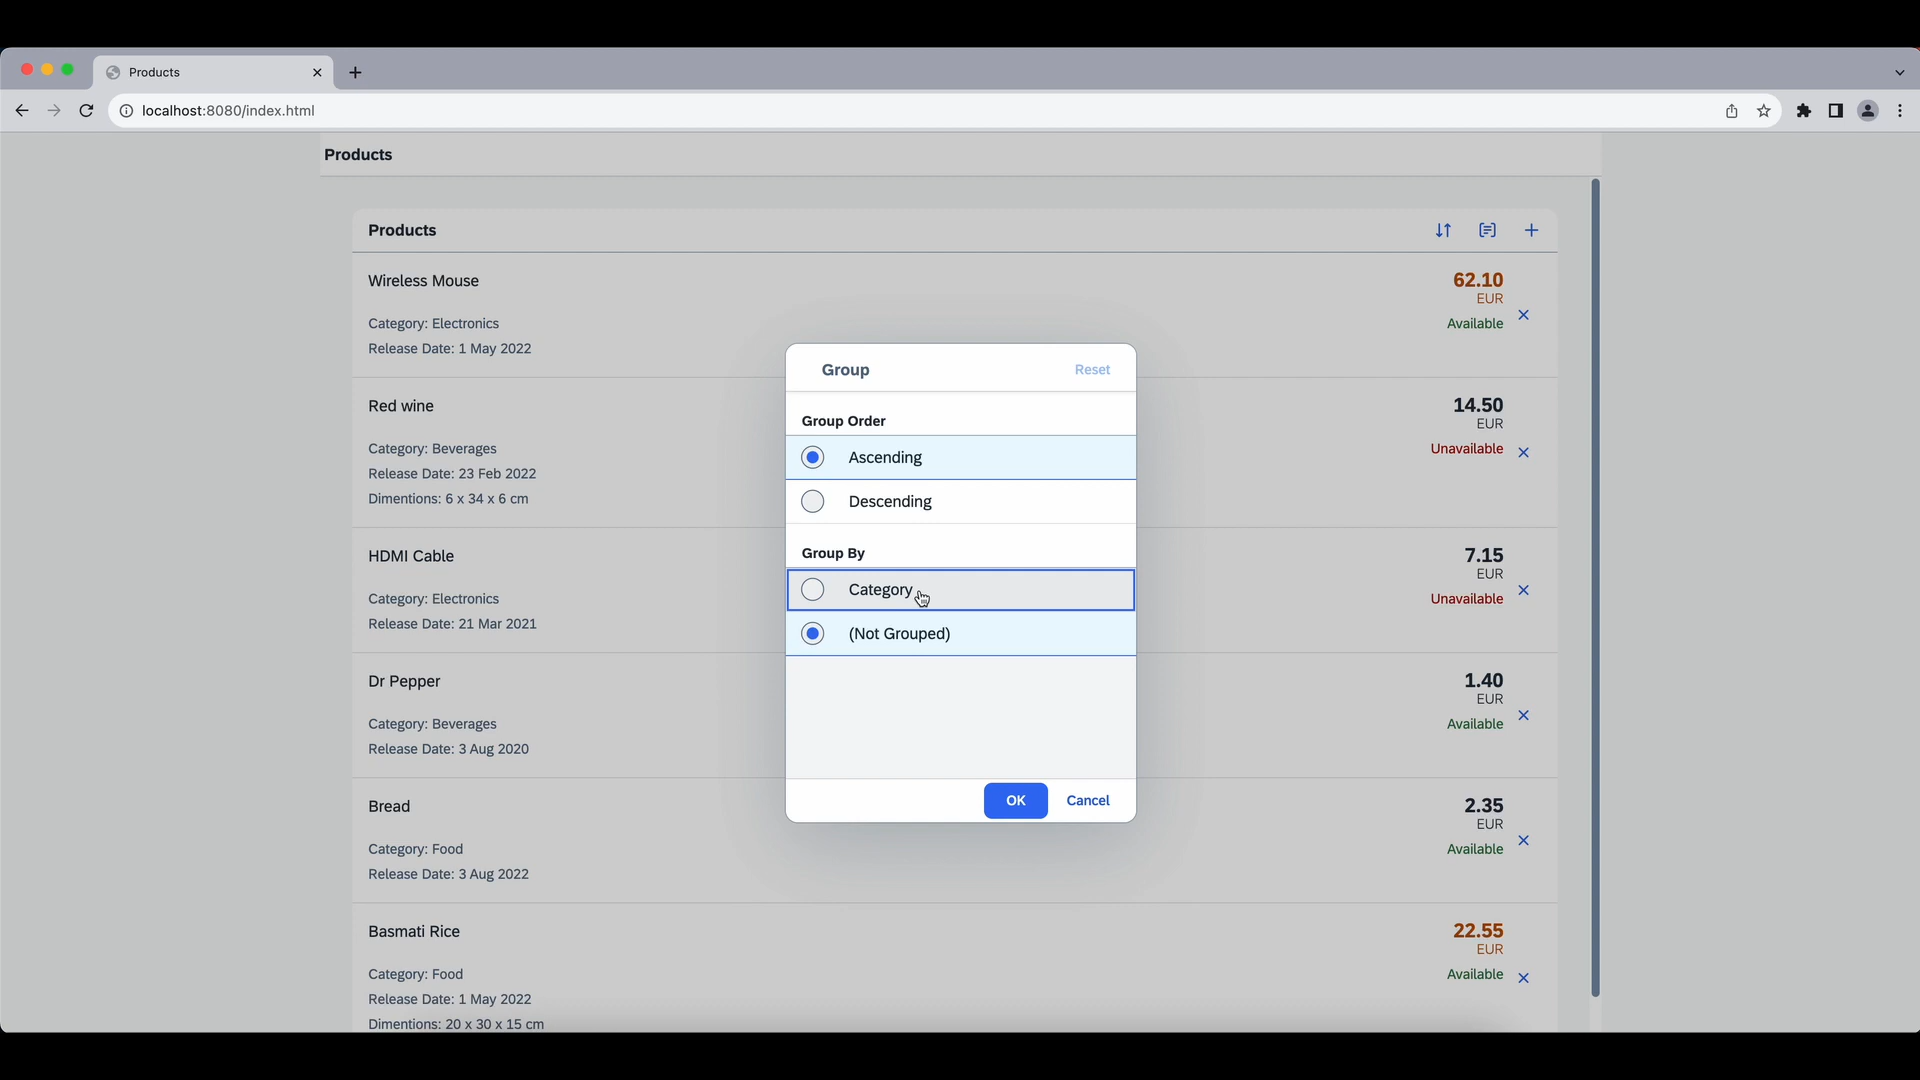 Products
localhost:8080/index.html
Products
Products
Wireless Mouse
62.10
EUR
Category: Electronics
Available
Release Date: 1 May 2022
Red wine
14.50
EUR
Category: Beverages
Unavailable
Release Date: 23 Feb 2022
Dimentions: 6 x 34 x 6 cm
HDMI Cable
7.15
EUR
Category: Electronics
Unavailable
Release Date: 21 Mar 2021
Dr Pepper
1.40
EUR
Category: Beverages
Available
Release Date: 3 Aug 2020
Bread
2.35
EUR
Category: Food
Available
Release Date: 3 Aug 2022
Basmati Rice
22.55
EUR
Category: Food
Available
Release Date: 1 May 2022
Dimentions: 20 x 30 x 15 cm
Group
Reset
Group Order
Ascending
Descending
Group By
Category
(Not Grouped)
OK
Cancel